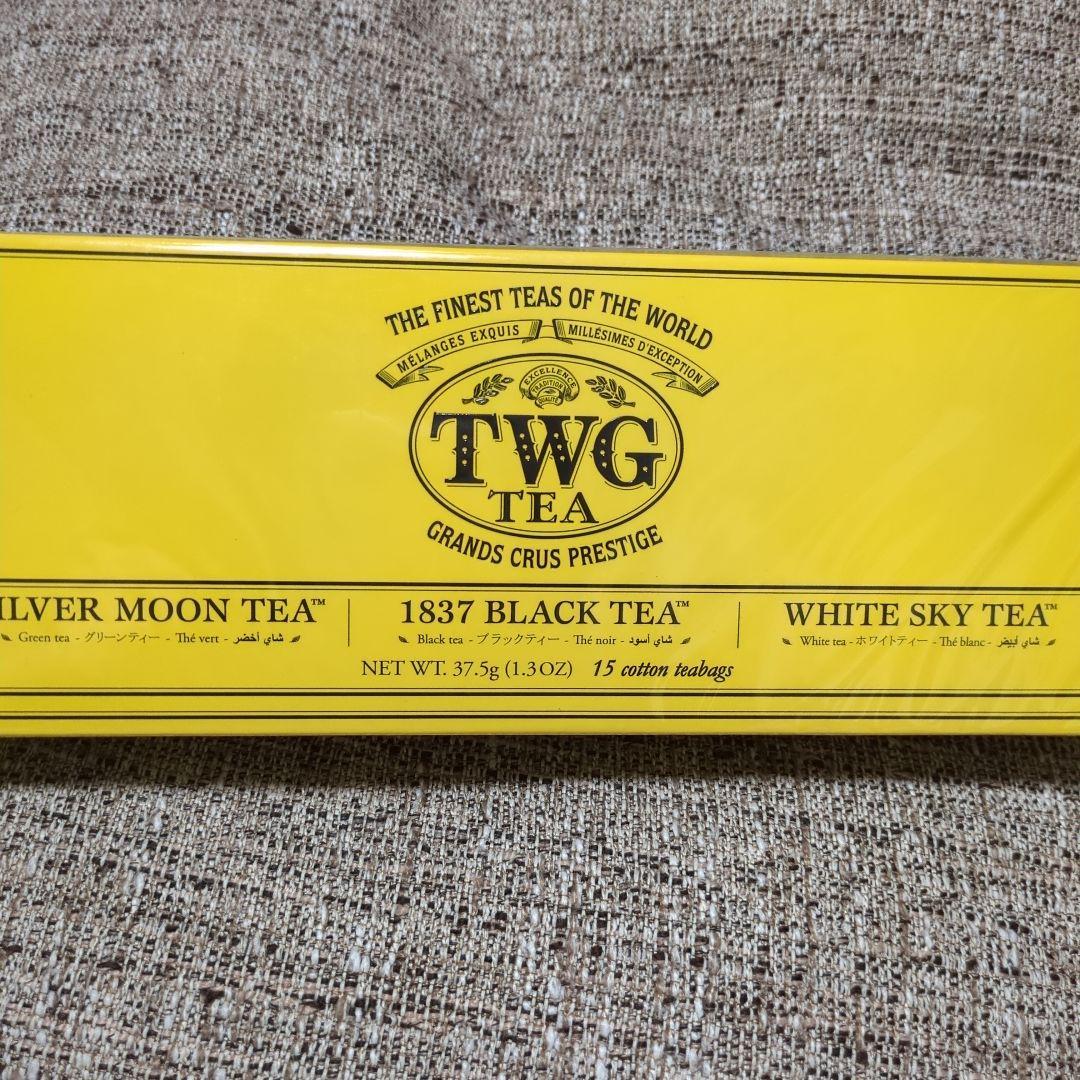 THE FINEST TEAS OF THE WORLD
MÉLANGES EXQUIS MILLÉSIMES D'EXCEPTION
EXCELLENCE
TRADITION
QUALITÉ
TWG
TEA
GRANDS CRUS PRESTIGE
ILVER MOON TEA™ 1837 BLACK TEA™ WHITE SKY TEA™
Green tea - グリーンティー - Thé vert - شاي أخضر Black tea - ブラックティー - Thé noir - شاي أسود White tea - ホワイトティー - Thé blanc - شاي أبيض
NET WT. 37.5g (1.3OZ) 15 cotton teabags